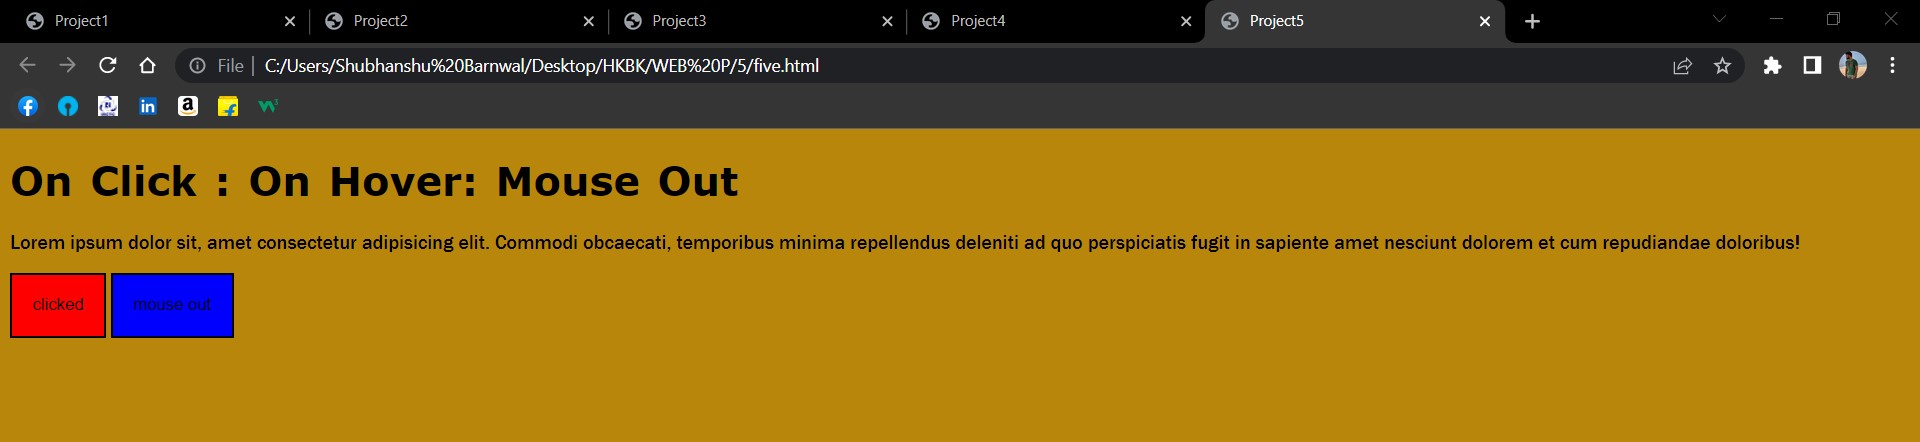 Project1 Project2 Project3 Project4 Project5
File C:/Users/Shubhanshu%20Barnwal/Desktop/HKBK/WEB%20P/5/five.html
in a w3
On Click : On Hover: Mouse Out
Lorem ipsum dolor sit, amet consectetur adipisicing elit. Commodi obcaecati, temporibus minima repellendus deleniti ad quo perspiciatis fugit in sapiente amet nesciunt dolorem et cum repudiandae doloribus!
clicked mouse out